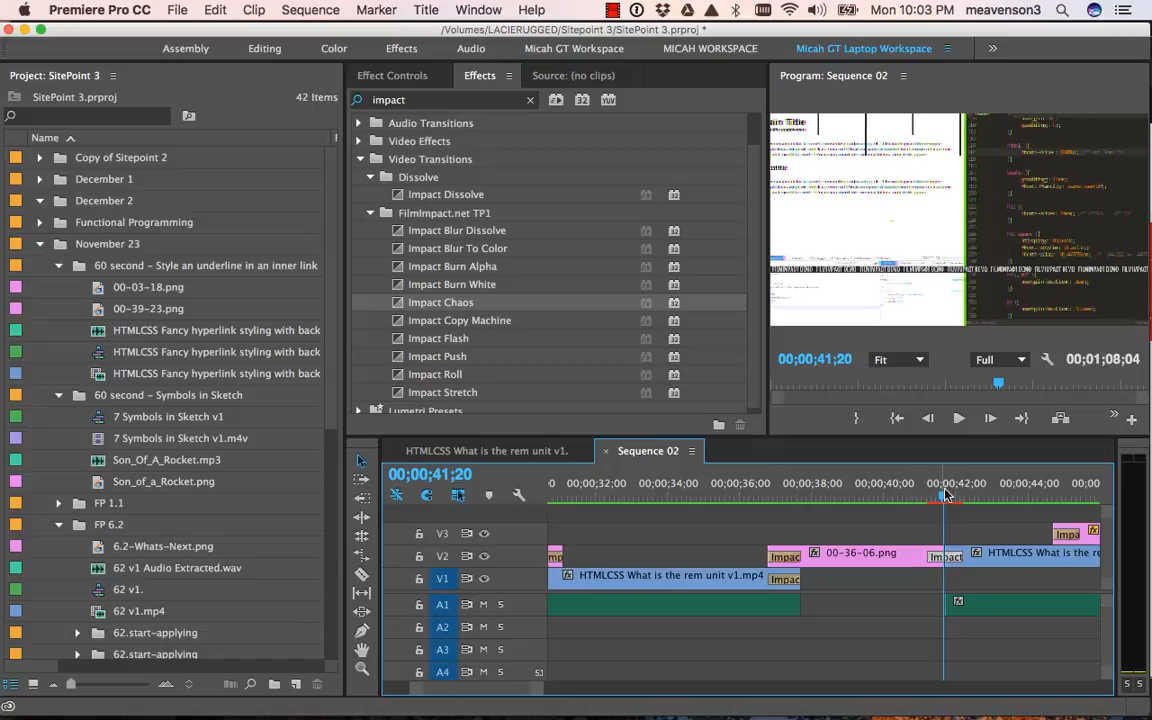 Premiere Pro CC File Edit Clip Sequence Marker Title Window Help Mon 10:03 PM meavenson3
/Volumes/LACIERUGGED/Sitepoint 3/SitePoint 3.prproj *
Assembly Editing Color Effects Audio Micah GT Workspace MICAH WORKSPACE Micah GT Laptop Workspace
Project: SitePoint 3
SitePoint 3.prproj 42 Items
Name
Copy of Sitepoint 2
December 1
December 2
Functional Programming
November 23
60 second - Style an underline in an inner link
00-03-18.png
00-39-23.png
HTMLCSS Fancy hyperlink styling with back
HTMLCSS Fancy hyperlink styling with back
HTMLCSS Fancy hyperlink styling with back
60 second - Symbols in Sketch
7 Symbols in Sketch v1
7 Symbols in Sketch v1.m4v
Son_Of_A_Rocket.mp3
Son_of_a_Rocket.png
FP 1.1
FP 6.2
6.2-Whats-Next.png
62 v1 Audio Extracted.wav
62 v1.
62 v1.mp4
62.start-applying
62.start-applying
Effect Controls Effects Source: (no clips)
impact
32 YUV
Audio Transitions
Video Effects
Video Transitions
Dissolve
Impact Dissolve
FilmImpact.net TP1
Impact Blur Dissolve
Impact Blur To Color
Impact Burn Alpha
Impact Burn White
Impact Chaos
Impact Copy Machine
Impact Flash
Impact Push
Impact Roll
Impact Stretch
Lumetri Presets
Program: Sequence 02
00;00;41;20 Fit Full 00;01;08;04
HTMLCSS What is the rem unit v1. Sequence 02
00;00;41;20
0 00;00;32;00 00;00;34;00 00;00;36;00 00;00;38;00 00;00;40;00 00;00;42;00 00;00;44;00 00;00
V3 Impa
V2 mp Impac 00-36-06.png Impact HTMLCSS What is the re
V1 HTMLCSS What is the rem unit v1.mp4 Impac
A1 M S
A2 M S
A3 M S
A4 M S 5.1
S S